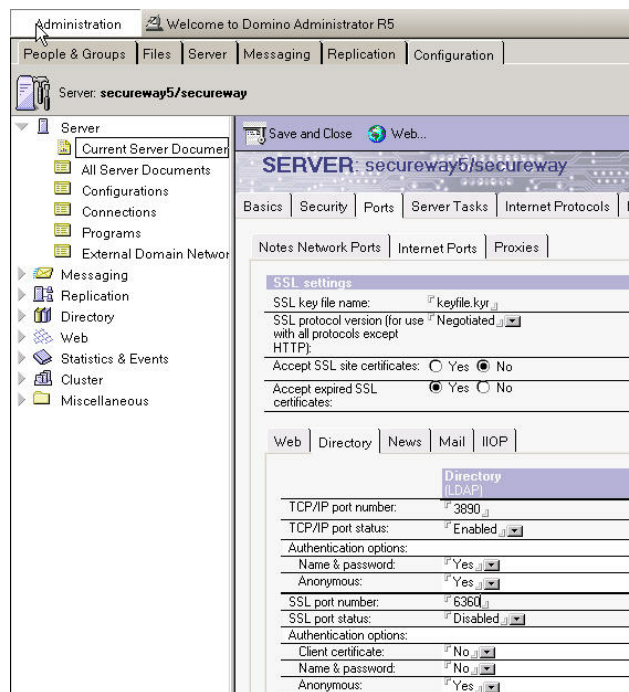 Administration Welcome to Domino Administrator R5
People & Groups Files Server Messaging Replication Configuration
Server: secureway5/secureway
Server
Current Server Documen
All Server Documents
Configurations
Connections
Programs
External Domain Networ
Messaging
Replication
Directory
Web
Statistics & Events
Cluster
Miscellaneous
Save and Close Web...
SERVER: secureway5/secureway
Basics Security Ports Server Tasks Internet Protocols
Notes Network Ports Internet Ports Proxies
SSL settings
SSL key file name: keyfile.kyr
SSL protocol version (for use Negotiated
with all protocols except
HTTP):
Accept SSL site certificates: Yes No
Accept expired SSL Yes No
certificates:
Web Directory News Mail IIOP
Directory
(LDAP)
TCP/IP port number: 3890
TCP/IP port status: Enabled
Authentication options:
Name & password: Yes
Anonymous: Yes
SSL port number: 6360
SSL port status: Disabled
Authentication options:
Client certificate: No
Name & password: No
Anonymous: Yes